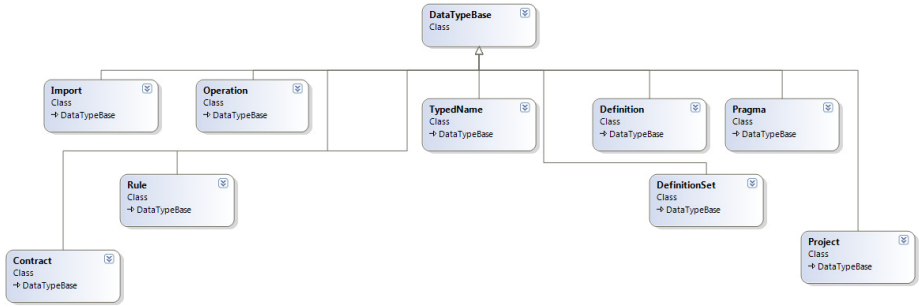 DataTypeBase
Class
Import
Class
DataTypeBase
Operation
Class
DataTypeBase
TypedName
Class
DataTypeBase
Definition
Class
DataTypeBase
Pragma
Class
DataTypeBase
Rule
Class
DataTypeBase
DefinitionSet
Class
DataTypeBase
Contract
Class
DataTypeBase
Project
Class
DataTypeBase